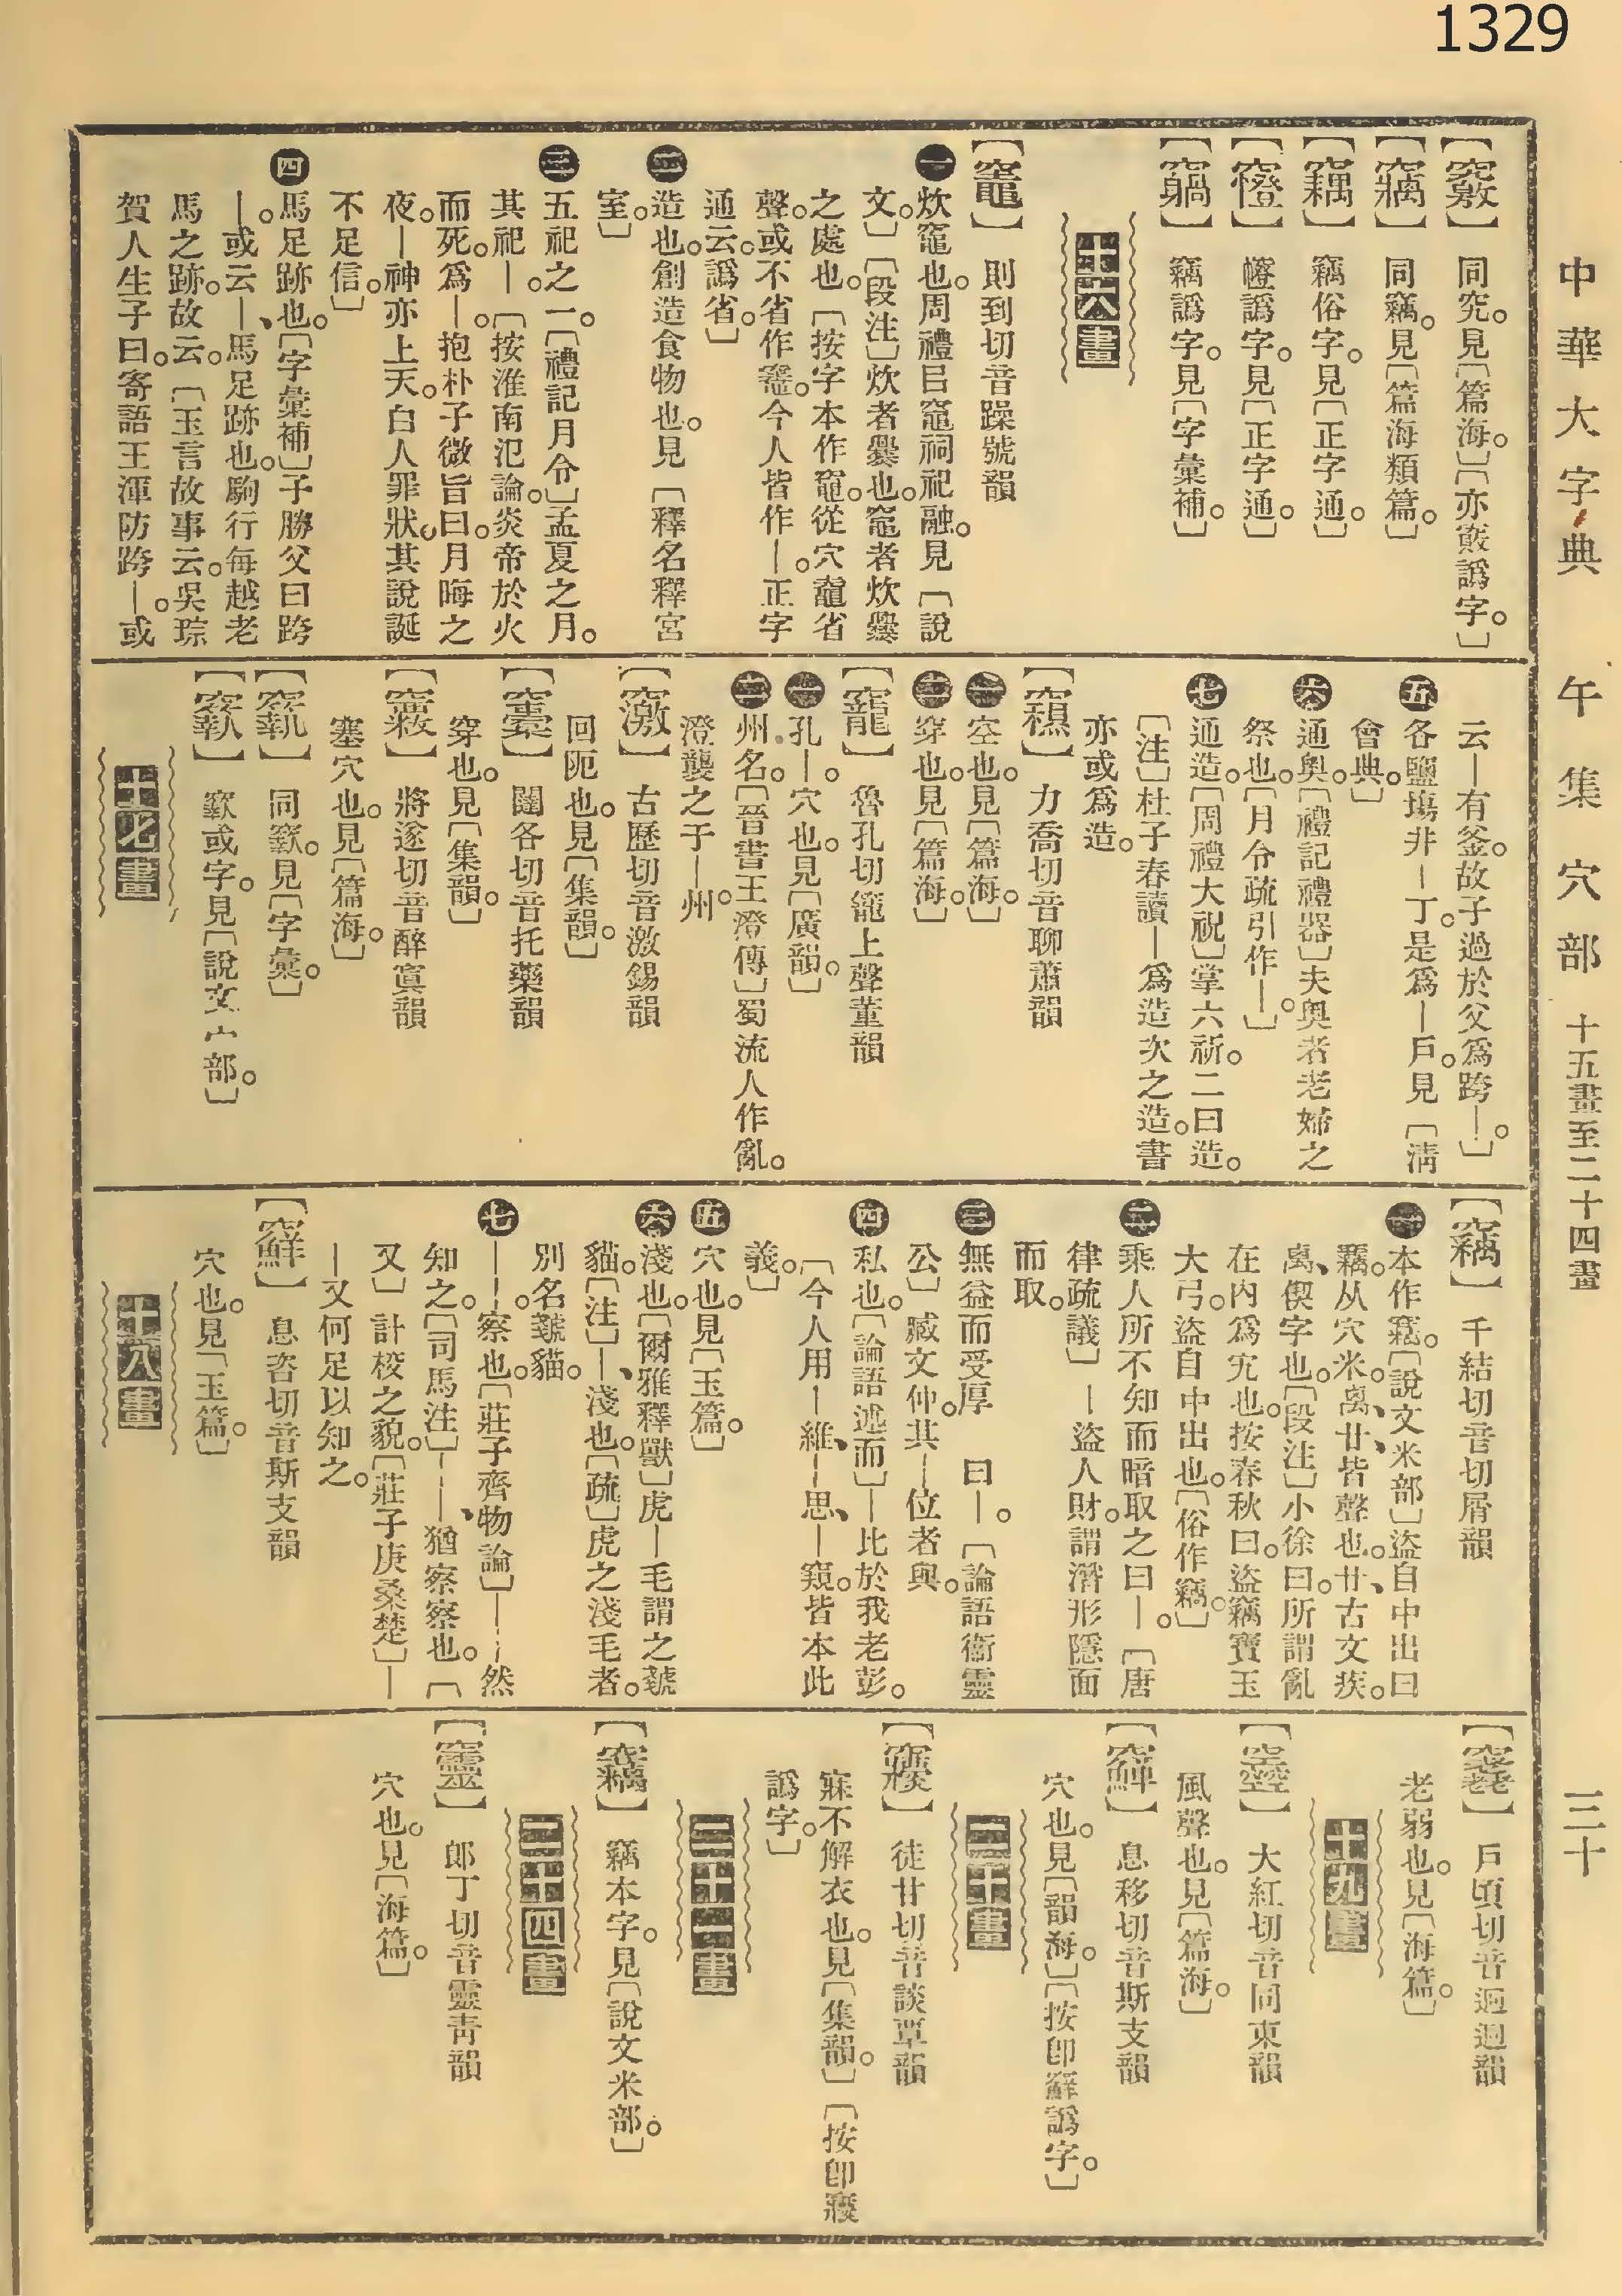 1329
中華大字典　午集　穴部　十五畫至二十四畫　三十
同究。見[篇海。][亦竅譌字。]
同竊。見[篇海類篇。]
【竊】竊俗字。見[正字通。]
㡧譌字。見[正字通。]
竊譌字。見[字彙補。]
十六畫
【竈】則到切音躁號韻
一炊竈也。周禮㠯竈祠祀融。見[說
文。][段注]炊者爨也。竈者炊爨
之處也。[按字本作竈。從穴鼀省
聲。或不省作竈。今人皆作—。正字
通云。譌省。]
二造也。創造食物也。見[釋名釋宮
室。]
三五祀之一。[禮記月令]孟夏之月。
其祀—。[按淮南氾論。炎帝於火
而死。爲—。抱朴子微旨曰。月晦之
夜。—神亦上天。白人罪狀。其說誕
不足信。]
四馬足跡也。[字彙補]子勝父曰跨
—。或云—、馬足跡也。駒行每越老
馬之跡。故云。[玉言故事云。吳琮
賀人生子曰。寄語王渾防跨—。或
云—有釜。故子過於父爲跨—。]
五各鹽場非—丁。是爲—戶。見[清
會典。]
六通奧。[禮記禮器]夫奧者老婦之
祭也。[月令疏引作—。]
七通造。[周禮大祝]掌六祈。二曰造。
[注]杜子春讀—爲造次之造。書
亦或爲造。
力喬切音聊蕭韻
一空也。見[篇海。]
二穿也。見[篇海。]
【竉】魯孔切籠上聲董韻
一孔—。穴也。見[廣韻。]
二州名。[晉書王澄傳]蜀流人作亂。
澄襲之于—州。
古歷切音激錫韻
回阨也。見[集韻。]
闥各切音托藥韻
穿也。見[集韻。]
將遂切音醉寘韻
塞穴也。見[篇海。]
同竅。見[字彙。]
窾或字。見[說文宀部。]
十七畫
【竊】千結切音切屑韻
一本作竊。[說文米部]盜自中出曰
竊。从穴米。禼、廿、皆聲也。廿、古文疾。
禼、偰字也。[段注]小徐曰。所謂亂
在内爲宄也。按春秋曰。盜竊寶玉
大弓。盜自中出也。[俗作竊。]
二乘人所不知而暗取之曰—。[唐
律疏議]—盜人財。謂潛形隱面
而取。
三無益而受厚　曰—。[論語衞靈
公]臧文仲。其—位者與。
四私也。[論語述而]—比於我老彭。
[今人用—維、—思、—窺。皆本此
義。]
五穴也。見[玉篇。]
六淺也。[爾雅釋獸]虎—毛謂之虦
貓。[注]—、淺也。[疏]虎之淺毛者。
別名虦貓。
七——察也。[莊子齊物論]——然
知之。[司馬注]——、猶察察也。[
又]計校之貌。[莊子庚桑楚]—
—又何足以知之。
息咨切音斯支韻
穴也。見[玉篇。]
十八畫
戶頃切音迥迥韻
老弱也。見[海篇。]
十九畫
大紅切音同東韻
風聲也。見[篇海。]
息移切音斯支韻
穴也。見[韻海。][按卽譌字。]
二十畫
徒甘切音談覃韻
寐不解衣也。見[集韻。][按卽
譌字。]
二十二畫
竊本字。見[說文米部。]
二十四畫
郎丁切音靈靑韻
穴也。見[海篇。]